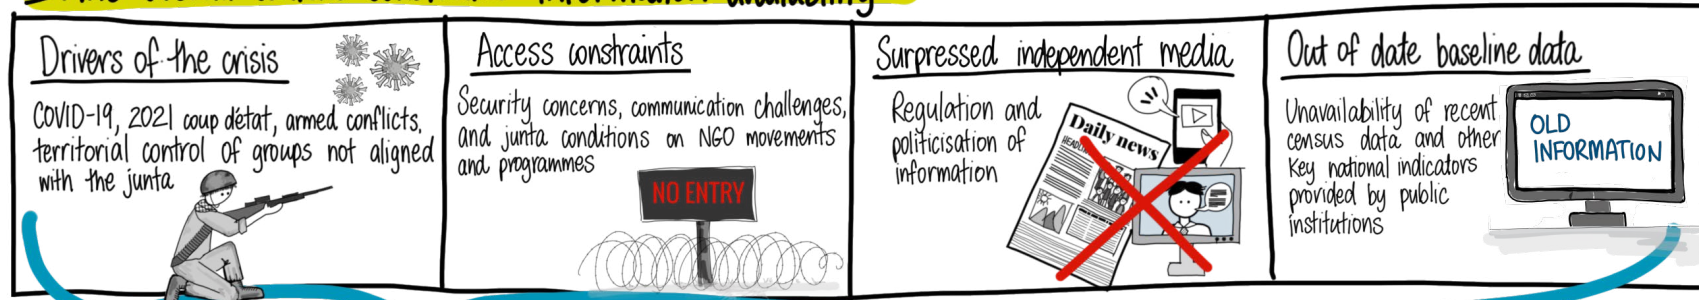 information availability
Drivers of the crisis
COVID-19, 2021 coup d'état, armed conflicts,
territorial control of groups not aligned
with the junta
Access constraints
Security concerns, communication challenges,
and junta conditions on NGO movements
and programmes
NO ENTRY
Surpressed independent media
Regulation and
politicisation of
information
Daily news
Out of date baseline data
Unavailability of recent
census data and other
Key national indicators
provided by public
institutions
OLD
INFORMATION